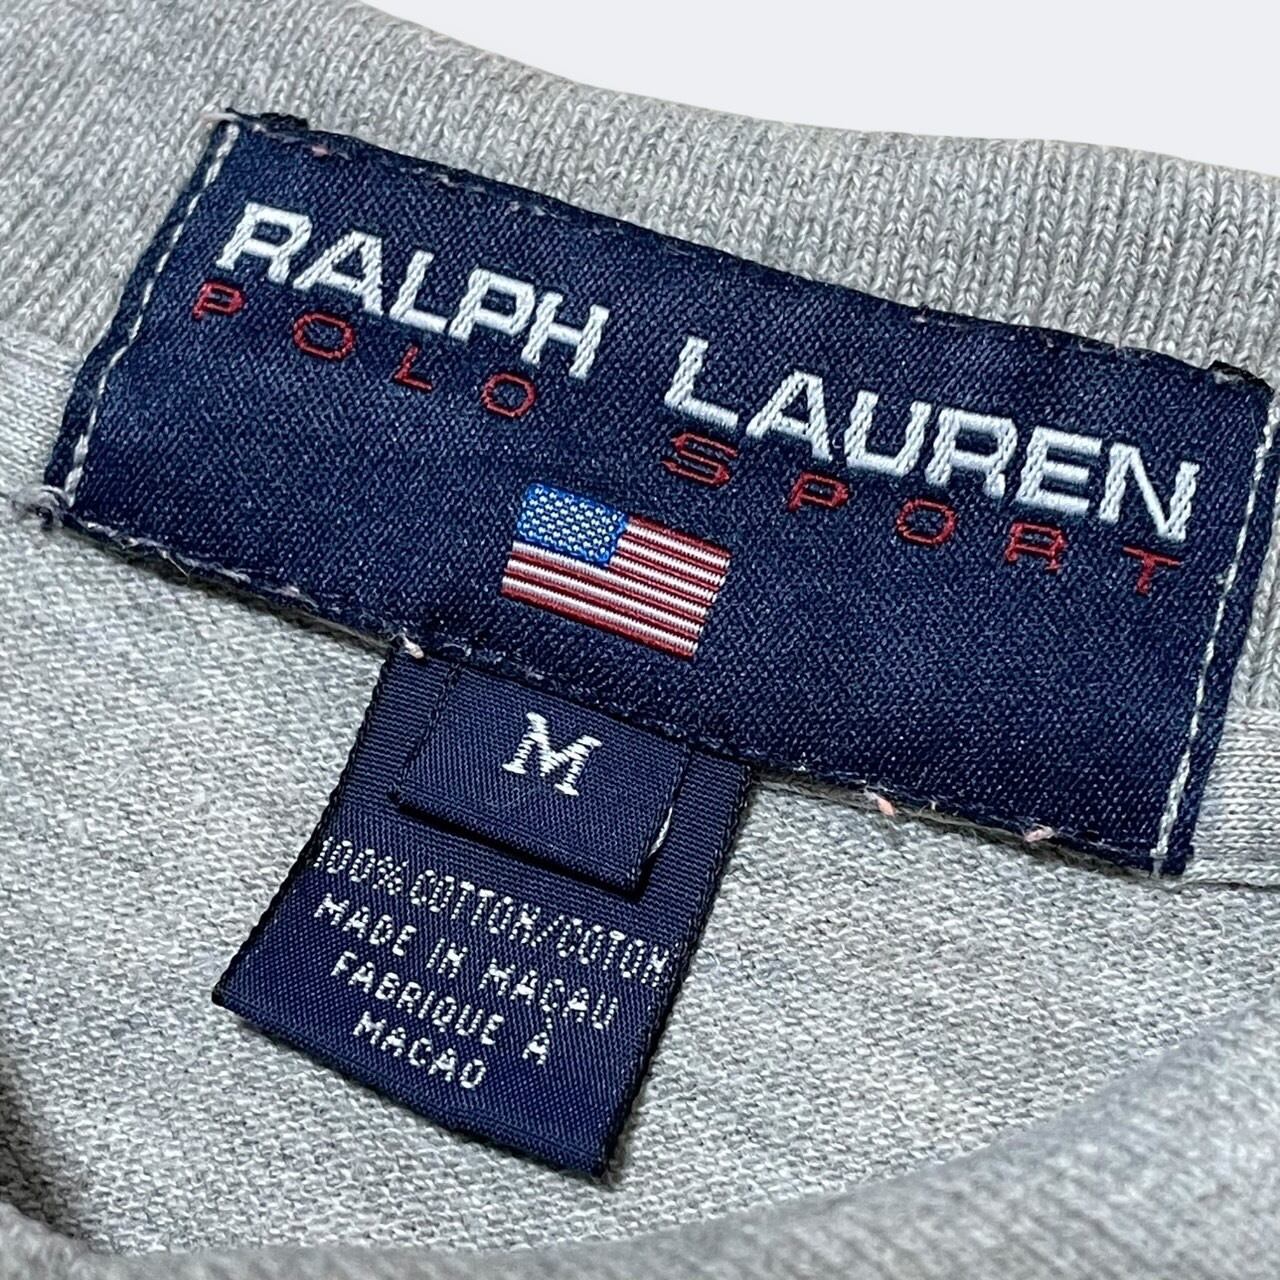 RALPH LAUREN
POLO SPORT
M
100% COTTON/COTON
MADE IN MACAU
FABRIQUE À
MACAO